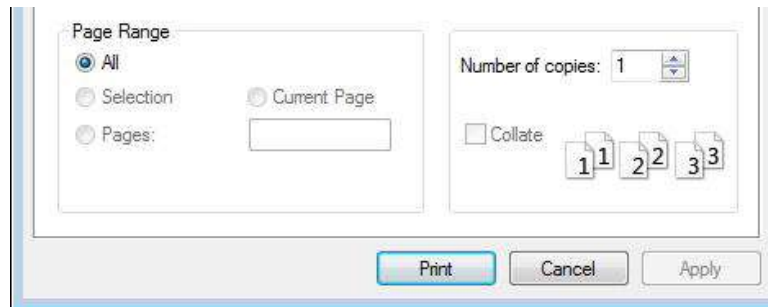 Page Range
All
Selection
Current Page
Pages:
Number of copies: 1
Collate
1 1 2 2 3 3
Print
Cancel
Apply